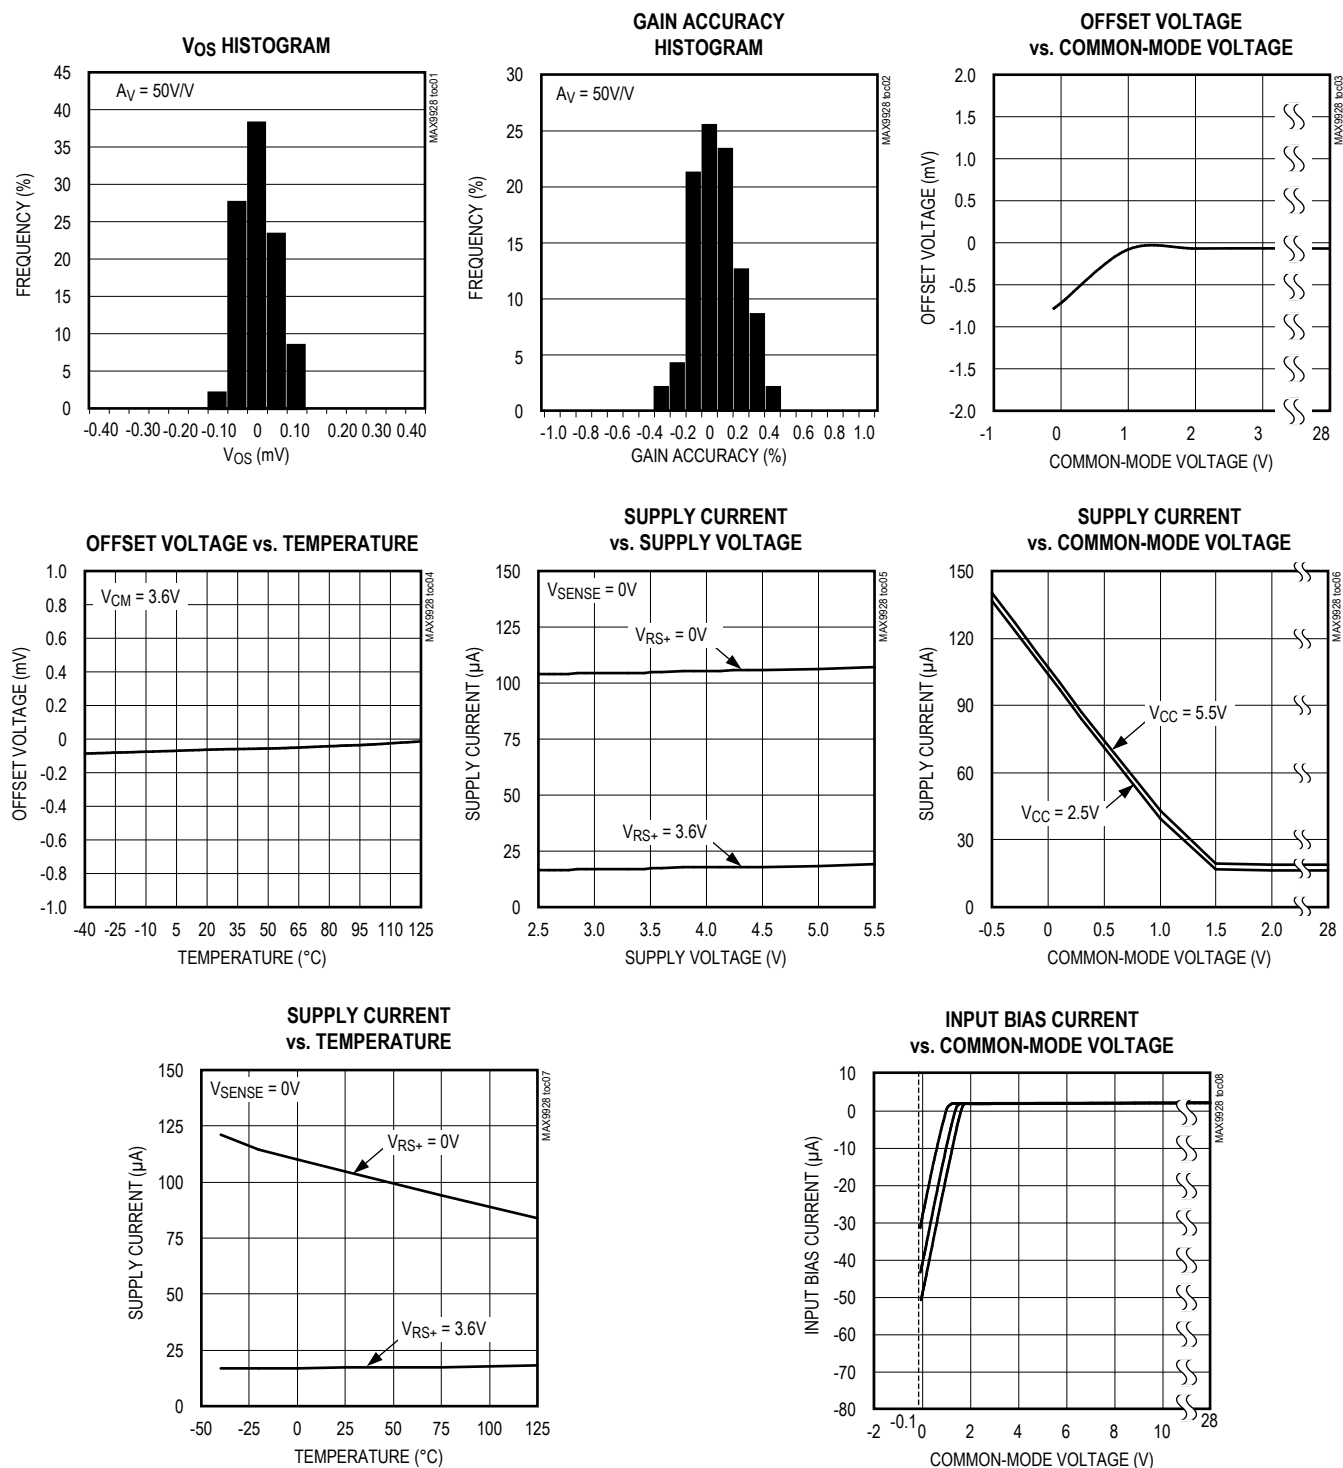 VOS HISTOGRAM
45
40
35
30
25
20
15
10
5
0
FREQUENCY (%)
AV = 50V/V
MAX9928 toc01
-0.40 -0.30 -0.20 -0.10 0 0.10 0.20 0.30 0.40
VOS (mV)
GAIN ACCURACY
HISTOGRAM
30
25
20
15
10
5
0
FREQUENCY (%)
AV = 50V/V
MAX9928 toc02
-1.0 -0.8 -0.6 -0.4 -0.2 0 0.2 0.4 0.6 0.8 1.0
GAIN ACCURACY (%)
OFFSET VOLTAGE
vs. COMMON-MODE VOLTAGE
2.0
1.5
1.0
0.5
0
-0.5
-1.0
-1.5
-2.0
OFFSET VOLTAGE (mV)
MAX9928 toc03
-1 0 1 2 3 28
COMMON-MODE VOLTAGE (V)
OFFSET VOLTAGE vs. TEMPERATURE
1.0
0.8
0.6
0.4
0.2
0
-0.2
-0.4
-0.6
-0.8
-1.0
OFFSET VOLTAGE (mV)
VCM = 3.6V
MAX9928 toc04
-40 -25 -10 5 20 35 50 65 80 95 110 125
TEMPERATURE (°C)
SUPPLY CURRENT
vs. SUPPLY VOLTAGE
150
125
100
75
50
25
0
SUPPLY CURRENT (µA)
VSENSE = 0V
VRS+ = 0V
VRS+ = 3.6V
MAX9928 toc05
2.5 3.0 3.5 4.0 4.5 5.0 5.5
SUPPLY VOLTAGE (V)
SUPPLY CURRENT
vs. COMMON-MODE VOLTAGE
150
120
90
60
30
0
SUPPLY CURRENT (µA)
VCC = 5.5V
VCC = 2.5V
MAX9928 toc06
-0.5 0 0.5 1.0 1.5 2.0 28
COMMON-MODE VOLTAGE (V)
SUPPLY CURRENT
vs. TEMPERATURE
150
125
100
75
50
25
0
SUPPLY CURRENT (µA)
VSENSE = 0V
VRS+ = 0V
VRS+ = 3.6V
MAX9928 toc07
-50 -25 0 25 50 75 100 125
TEMPERATURE (°C)
INPUT BIAS CURRENT
vs. COMMON-MODE VOLTAGE
10
0
-10
-20
-30
-40
-50
-60
-70
-80
INPUT BIAS CURRENT (µA)
MAX9928 toc08
-2 -0.1 0 2 4 6 8 10 28
COMMON-MODE VOLTAGE (V)